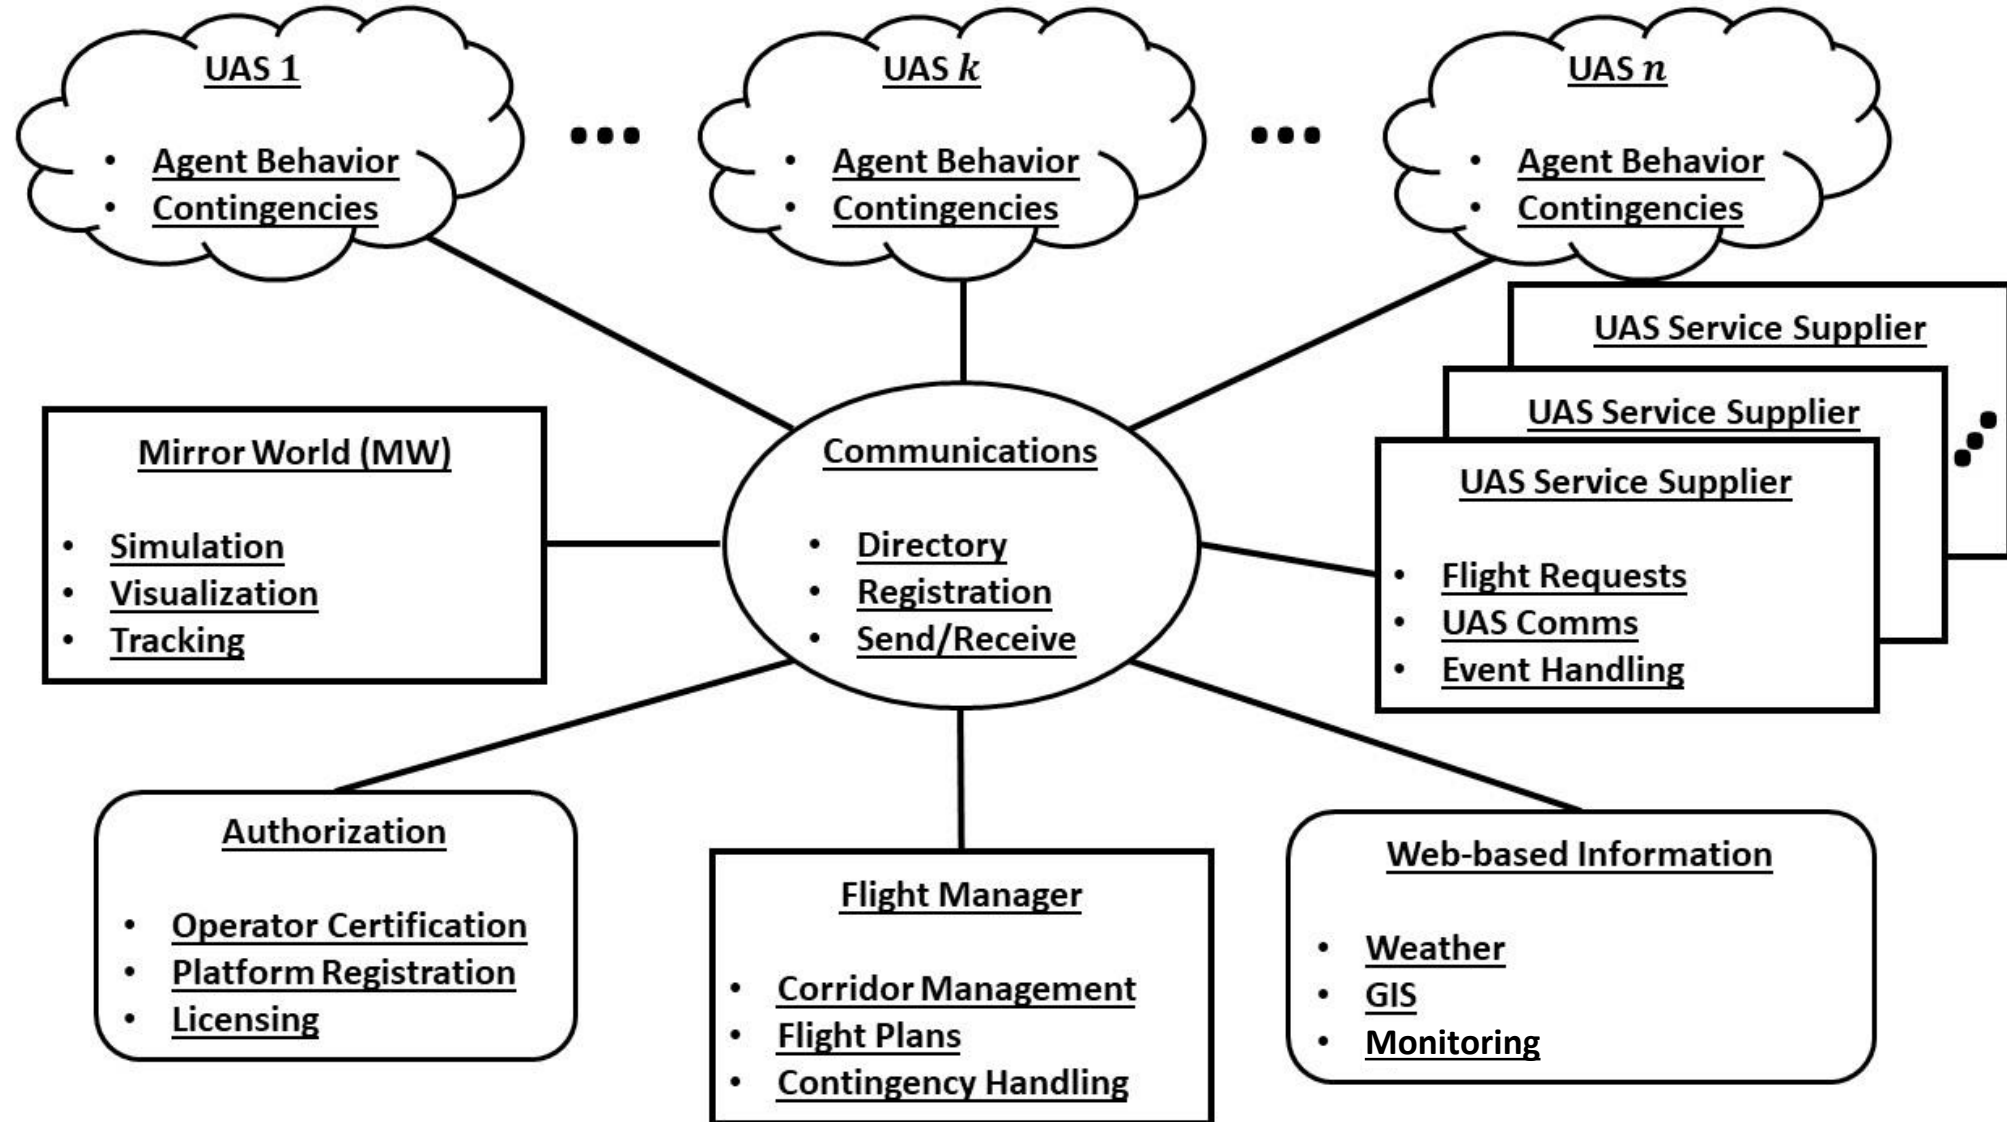 UAS 1
• Agent Behavior
• Contingencies
UAS k
• Agent Behavior
• Contingencies
UAS n
• Agent Behavior
• Contingencies
Mirror World (MW)
• Simulation
• Visualization
• Tracking
Communications
• Directory
• Registration
• Send/Receive
UAS Service Supplier
UAS Service Supplier
UAS Service Supplier
• Flight Requests
• UAS Comms
• Event Handling
Authorization
• Operator Certification
• Platform Registration
• Licensing
Flight Manager
• Corridor Management
• Flight Plans
• Contingency Handling
Web-based Information
• Weather
• GIS
• Monitoring